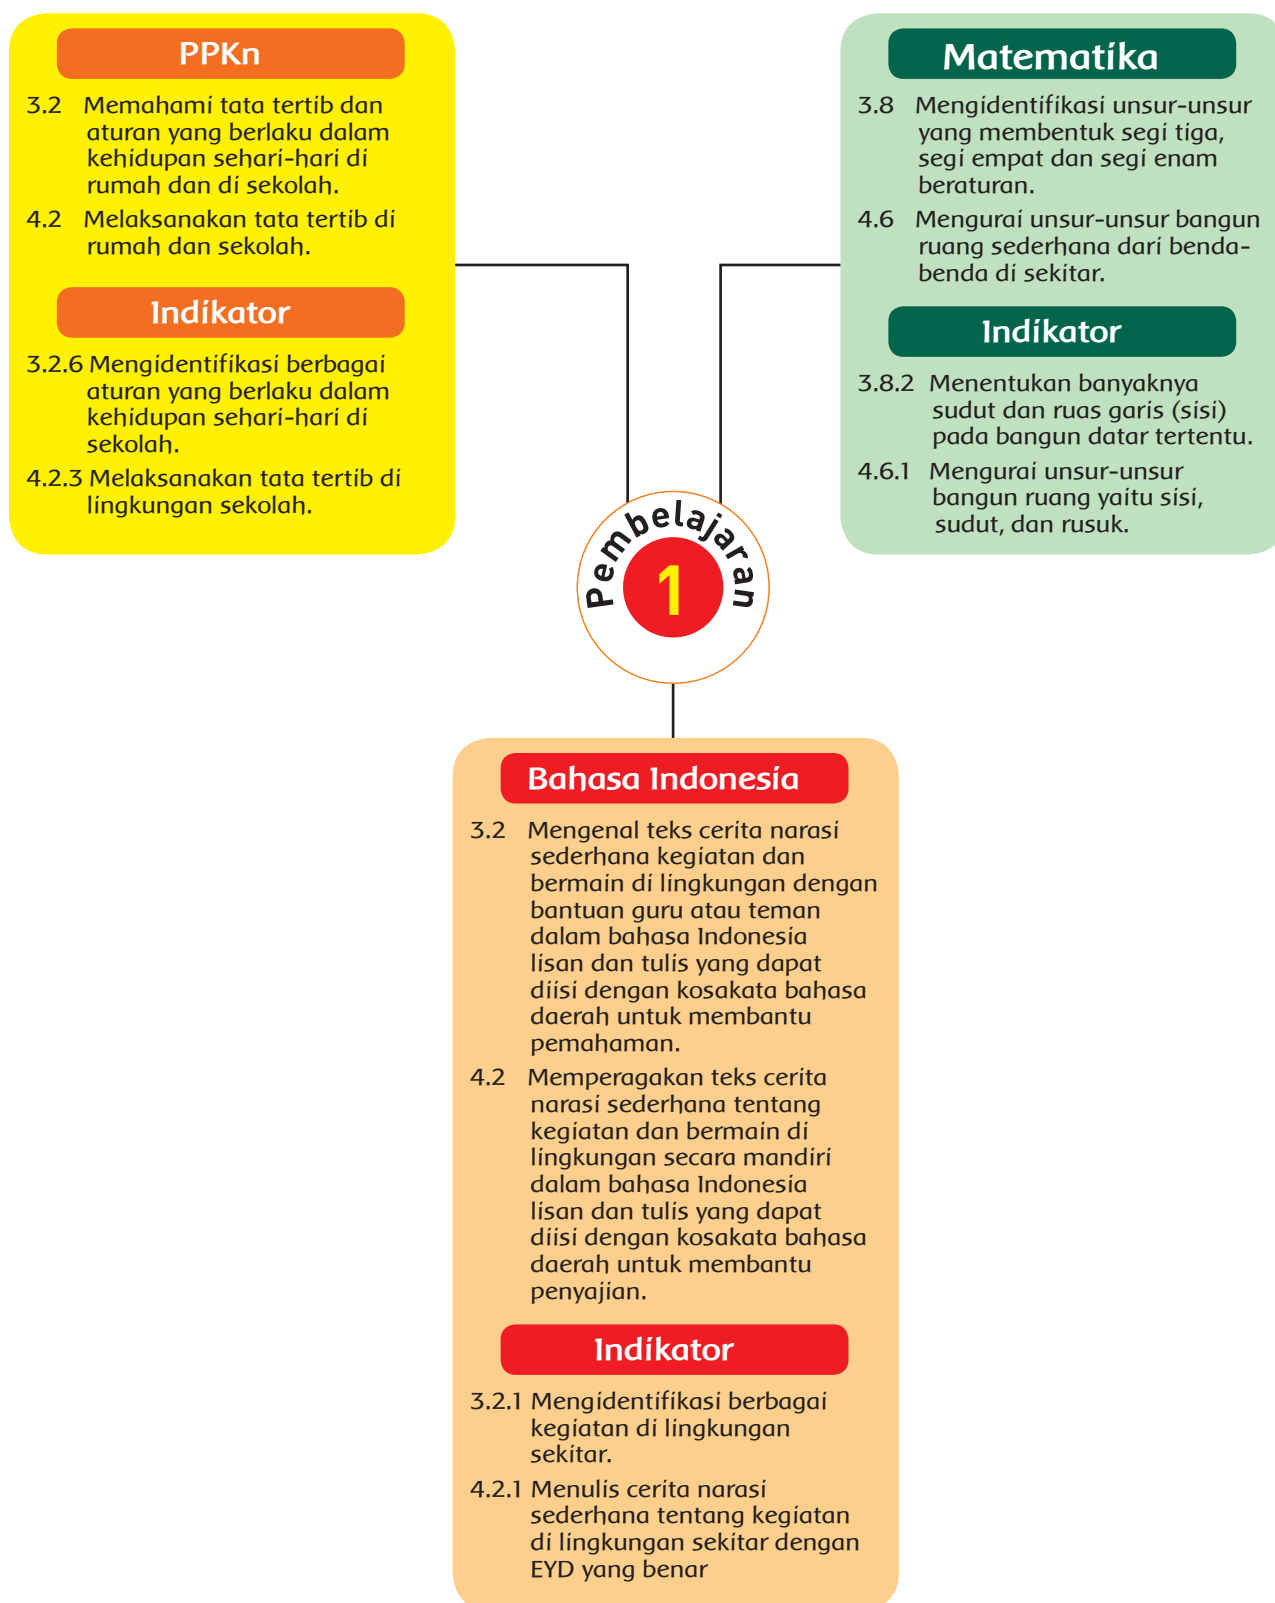 PPKn
3.2 Memahami tata tertib dan
aturan yang berlaku dalam
kehidupan sehari-hari di
rumah dan di sekolah.
4.2 Melaksanakan tata tertib di
rumah dan sekolah.
Indikator
3.2.6 Mengidentifikasi berbagai
aturan yang berlaku dalam
kehidupan sehari-hari di
sekolah.
4.2.3 Melaksanakan tata tertib di
lingkungan sekolah.
Matematika
3.8 Mengidentifikasi unsur-unsur
yang membentuk segi tiga,
segi empat dan segi enam
beraturan.
4.6 Mengurai unsur-unsur bangun
ruang sederhana dari benda-
benda di sekitar.
Indikator
3.8.2 Menentukan banyaknya
sudut dan ruas garis (sisi)
pada bangun datar tertentu.
4.6.1 Mengurai unsur-unsur
bangun ruang yaitu sisi,
sudut, dan rusuk.
Pembelajaran
1
Bahasa Indonesia
3.2 Mengenal teks cerita narasi
sederhana kegiatan dan
bermain di lingkungan dengan
bantuan guru atau teman
dalam bahasa Indonesia
lisan dan tulis yang dapat
diisi dengan kosakata bahasa
daerah untuk membantu
pemahaman.
4.2 Memperagakan teks cerita
narasi sederhana tentang
kegiatan dan bermain di
lingkungan secara mandiri
dalam bahasa Indonesia
lisan dan tulis yang dapat
diisi dengan kosakata bahasa
daerah untuk membantu
penyajian.
Indikator
3.2.1 Mengidentifikasi berbagai
kegiatan di lingkungan
sekitar.
4.2.1 Menulis cerita narasi
sederhana tentang kegiatan
di lingkungan sekitar dengan
EYD yang benar